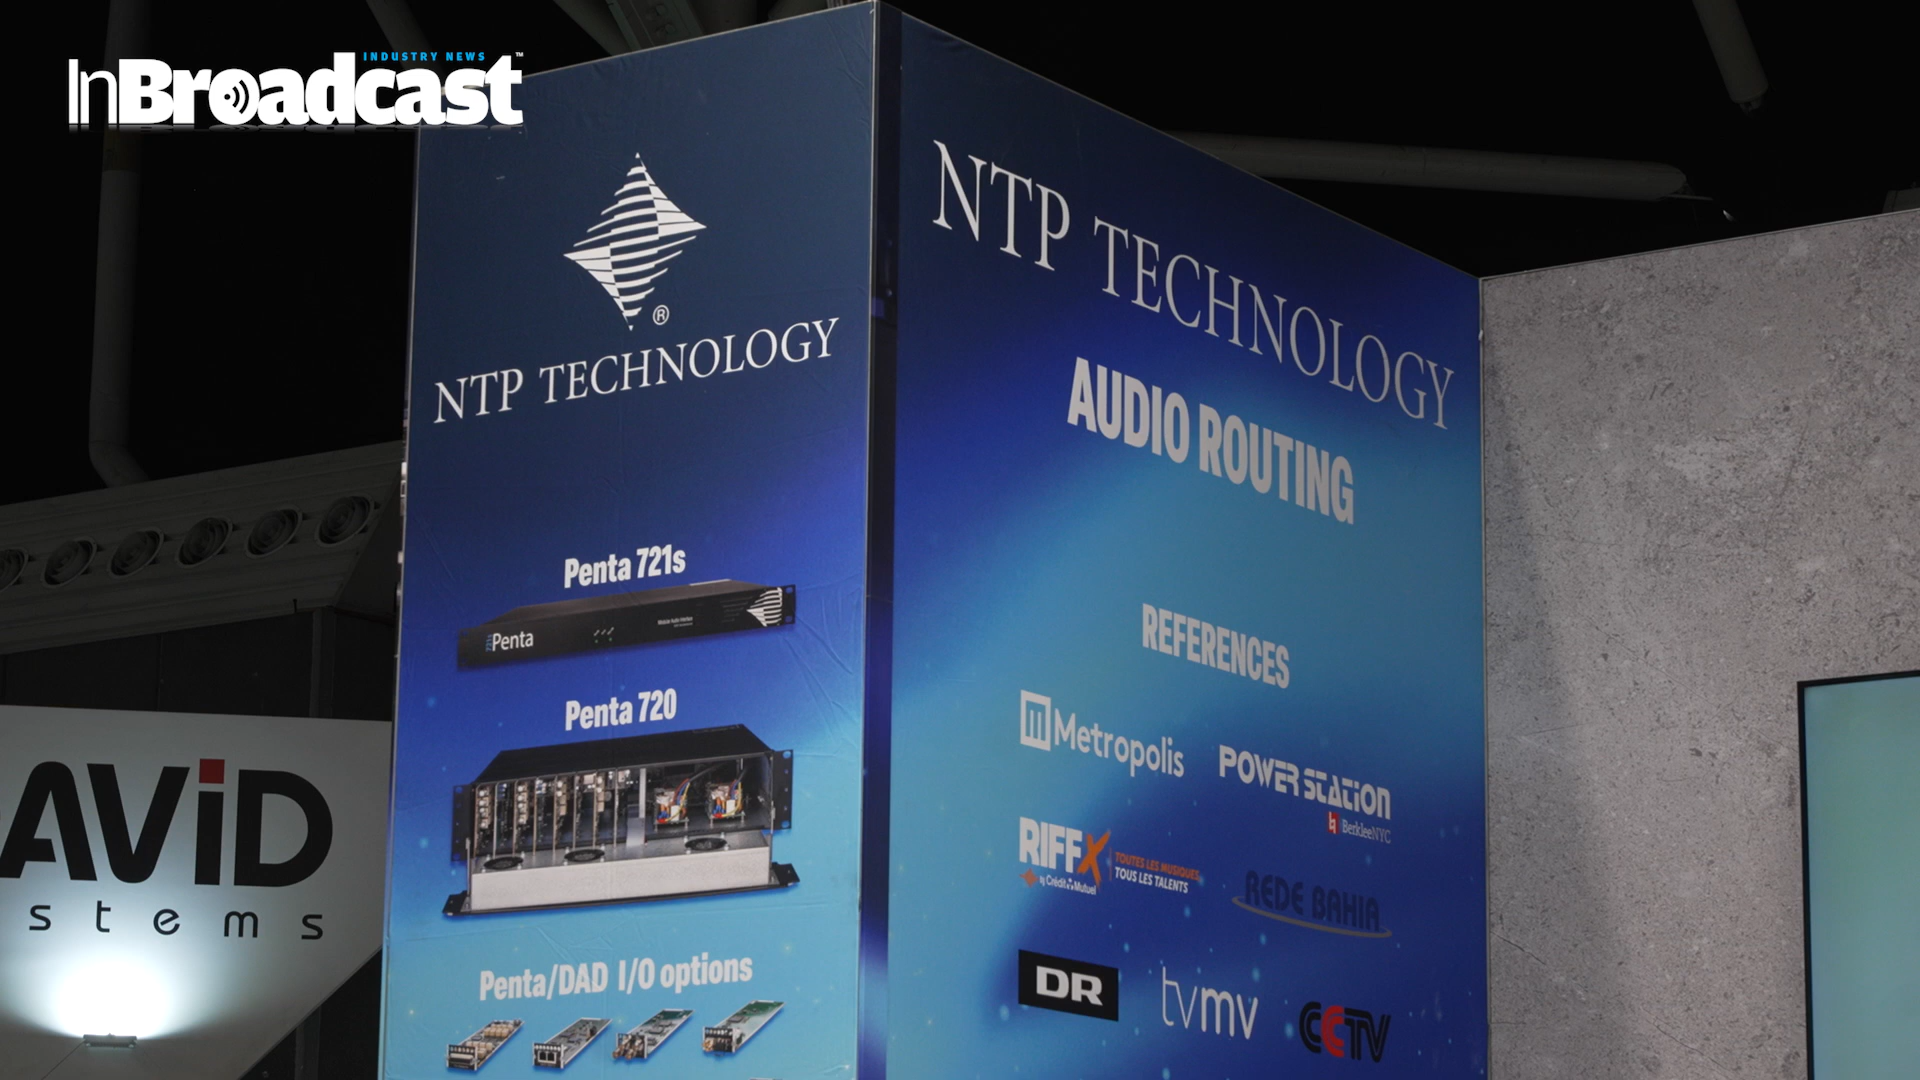 INDUSTRY NEWS
InBroadcast™
®
NTP TECHNOLOGY
Penta 721s
721s Penta
Penta 720
Penta/DAD I/O options
NTP TECHNOLOGY
AUDIO ROUTING
REFERENCES
m Metropolis
POWER STATION
BerkleeNYC
RIFFX
by Crédit Mutuel
TOUTES LES MUSIQUES
TOUS LES TALENTS
REDE BAHIA
DR
tvmv
CCTV
AViD
stems